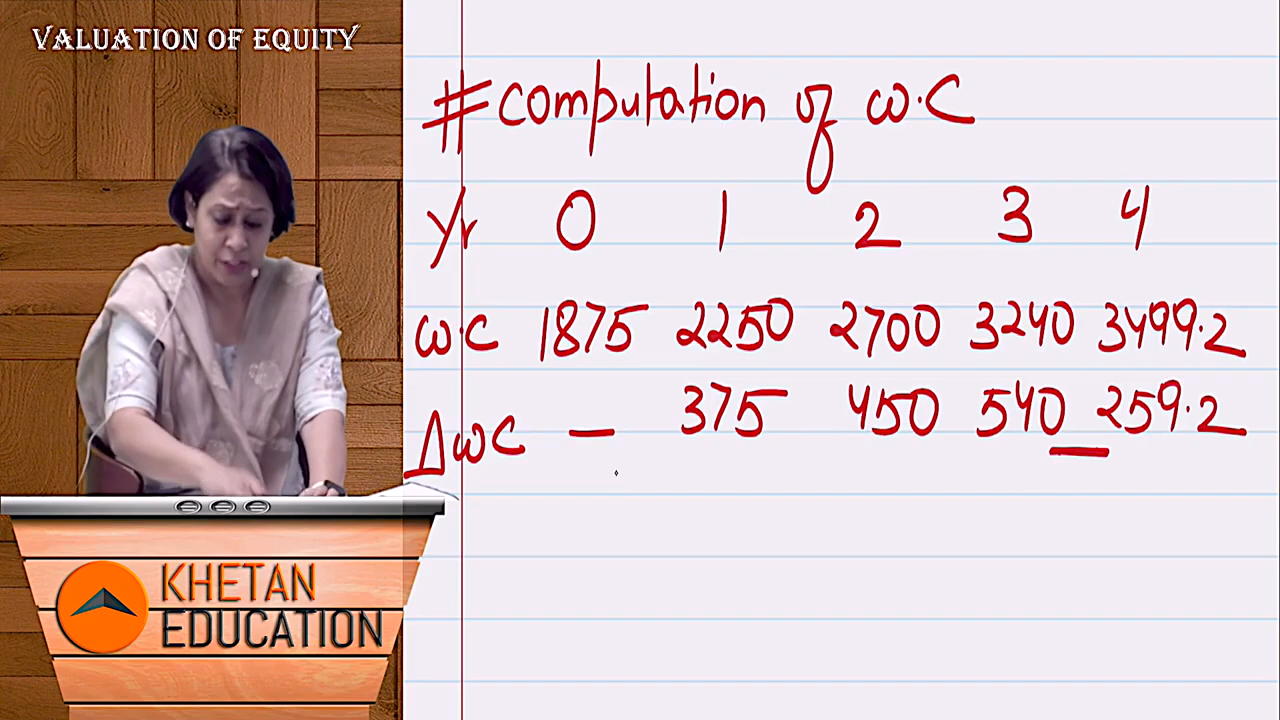 VALUATION OF EQUITY
# computation of W.C
Yr 0 1 2 3 4
W.C 1875 2250 2700 3240 3499.2
ΔWC — 375 450 540 259.2
KHETAN
EDUCATION